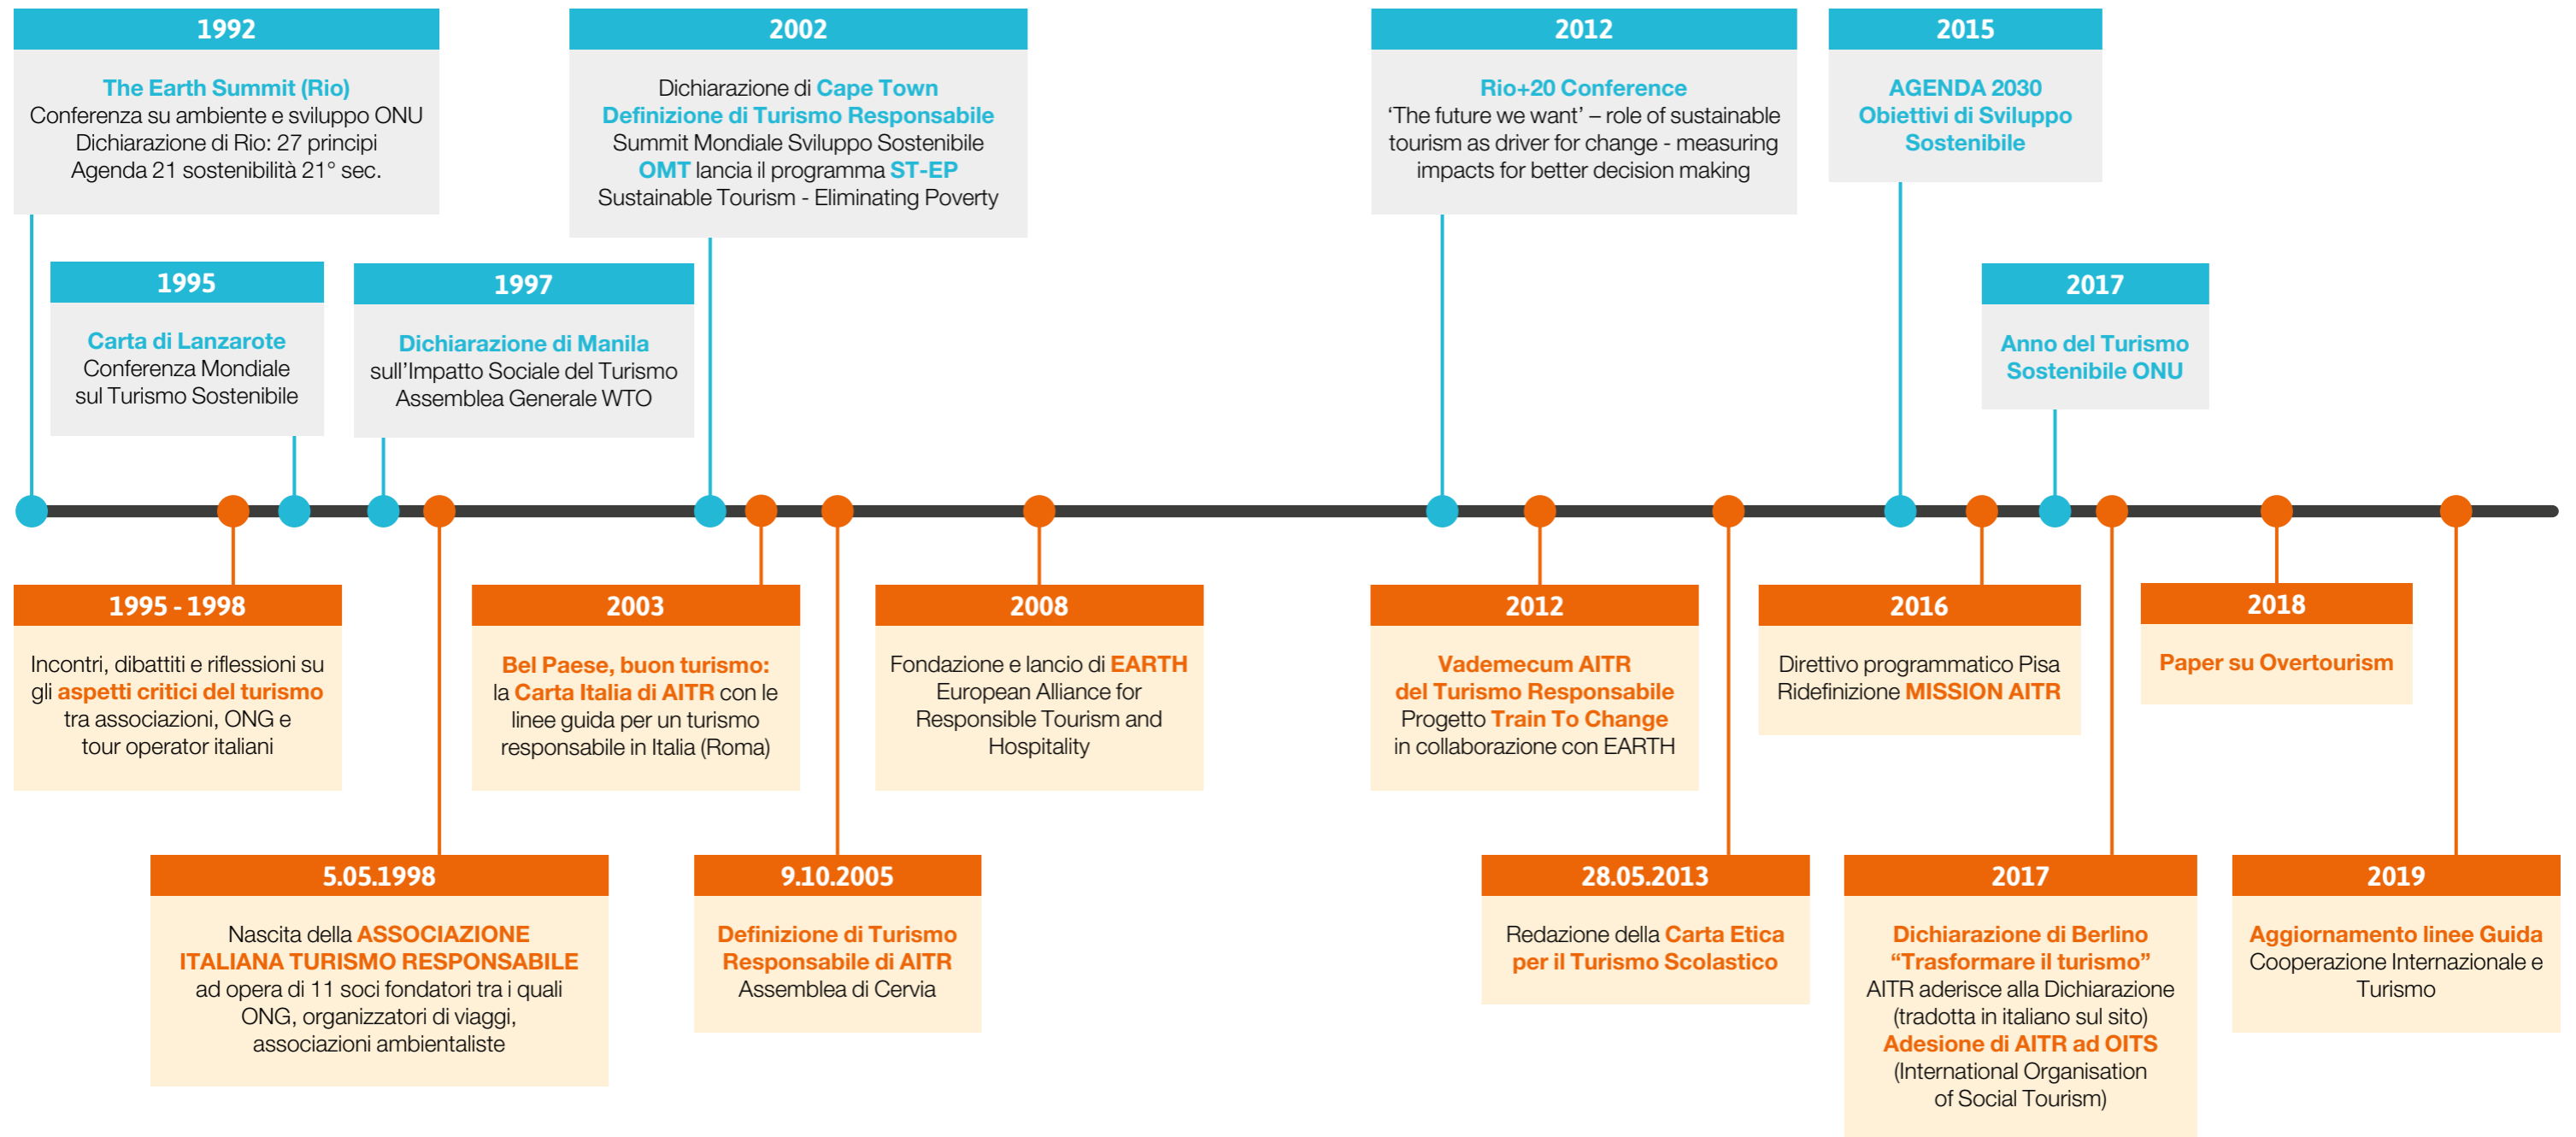 1992
The Earth Summit (Rio)
Conferenza su ambiente e sviluppo ONU
Dichiarazione di Rio: 27 principi
Agenda 21 sostenibilità 21° sec.
2002
Dichiarazione di Cape Town
Definizione di Turismo Responsabile
Summit Mondiale Sviluppo Sostenibile
OMT lancia il programma ST-EP
Sustainable Tourism - Eliminating Poverty
2012
Rio+20 Conference
‘The future we want’ – role of sustainable
tourism as driver for change - measuring
impacts for better decision making
2015
AGENDA 2030
Obiettivi di Sviluppo
Sostenibile
1995
Carta di Lanzarote
Conferenza Mondiale
sul Turismo Sostenibile
1997
Dichiarazione di Manila
sull’Impatto Sociale del Turismo
Assemblea Generale WTO
2017
Anno del Turismo
Sostenibile ONU
1995 - 1998
Incontri, dibattiti e riflessioni su
gli aspetti critici del turismo
tra associazioni, ONG e
tour operator italiani
2003
Bel Paese, buon turismo:
la Carta Italia di AITR con le
linee guida per un turismo
responsabile in Italia (Roma)
2008
Fondazione e lancio di EARTH
European Alliance for
Responsible Tourism and
Hospitality
2012
Vademecum AITR
del Turismo Responsabile
Progetto Train To Change
in collaborazione con EARTH
2016
Direttivo programmatico Pisa
Ridefinizione MISSION AITR
2018
Paper su Overtourism
5.05.1998
Nascita della ASSOCIAZIONE
ITALIANA TURISMO RESPONSABILE
ad opera di 11 soci fondatori tra i quali
ONG, organizzatori di viaggi,
associazioni ambientaliste
9.10.2005
Definizione di Turismo
Responsabile di AITR
Assemblea di Cervia
28.05.2013
Redazione della Carta Etica
per il Turismo Scolastico
2017
Dichiarazione di Berlino
“Trasformare il turismo”
AITR aderisce alla Dichiarazione
(tradotta in italiano sul sito)
Adesione di AITR ad OITS
(International Organisation
of Social Tourism)
2019
Aggiornamento linee Guida
Cooperazione Internazionale e
Turismo